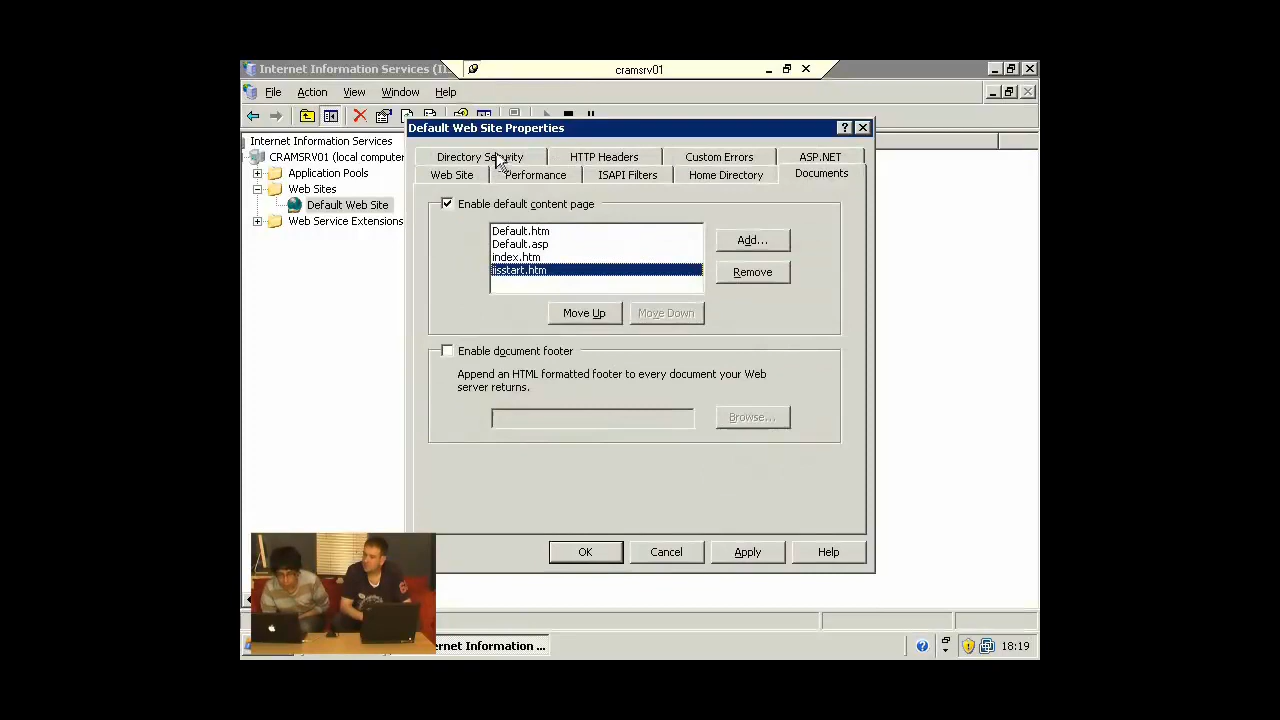 Internet Information Services (I
cramsrv01
File Action View Window Help
Default Web Site Properties
Internet Information Services
CRAMSRV01 (local computer
Application Pools
Web Sites
Default Web Site
Web Service Extensions
Directory Security HTTP Headers Custom Errors ASP.NET
Web Site Performance ISAPI Filters Home Directory Documents
Enable default content page
Default.htm
Default.asp
index.htm
iisstart.htm
Add...
Remove
Move Up Move Down
Enable document footer
Append an HTML formatted footer to every document your Web
server returns.
Browse...
OK Cancel Apply Help
ernet Information ...
18:19